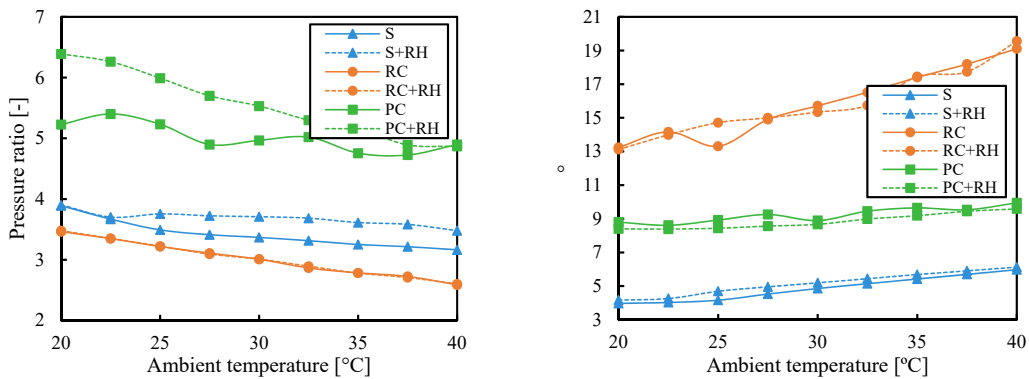 Pressure ratio [-]
7
6
5
4
3
2
20 25 30 35 40
Ambient temperature [°C]
S
S+RH
RC
RC+RH
PC
PC+RH
°
21
19
17
15
13
11
9
7
5
3
20 25 30 35 40
Ambient temperature [ºC]
S
S+RH
RC
RC+RH
PC
PC+RH